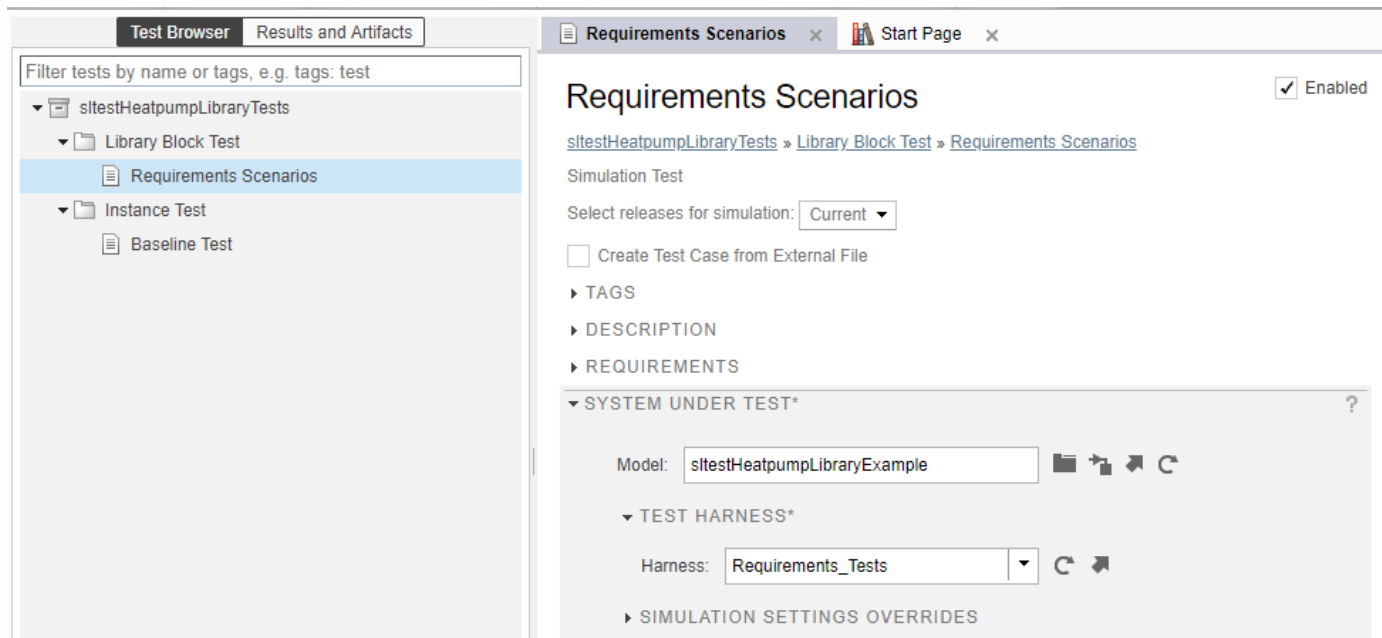 Test Browser Results and Artifacts
Filter tests by name or tags, e.g. tags: test
sltestHeatpumpLibraryTests
Library Block Test
Requirements Scenarios
Instance Test
Baseline Test
Requirements Scenarios × Start Page ×
Requirements Scenarios
Enabled
sltestHeatpumpLibraryTests » Library Block Test » Requirements Scenarios
Simulation Test
Select releases for simulation: Current
Create Test Case from External File
TAGS
DESCRIPTION
REQUIREMENTS
SYSTEM UNDER TEST* ?
Model: sltestHeatpumpLibraryExample
TEST HARNESS*
Harness: Requirements_Tests
SIMULATION SETTINGS OVERRIDES